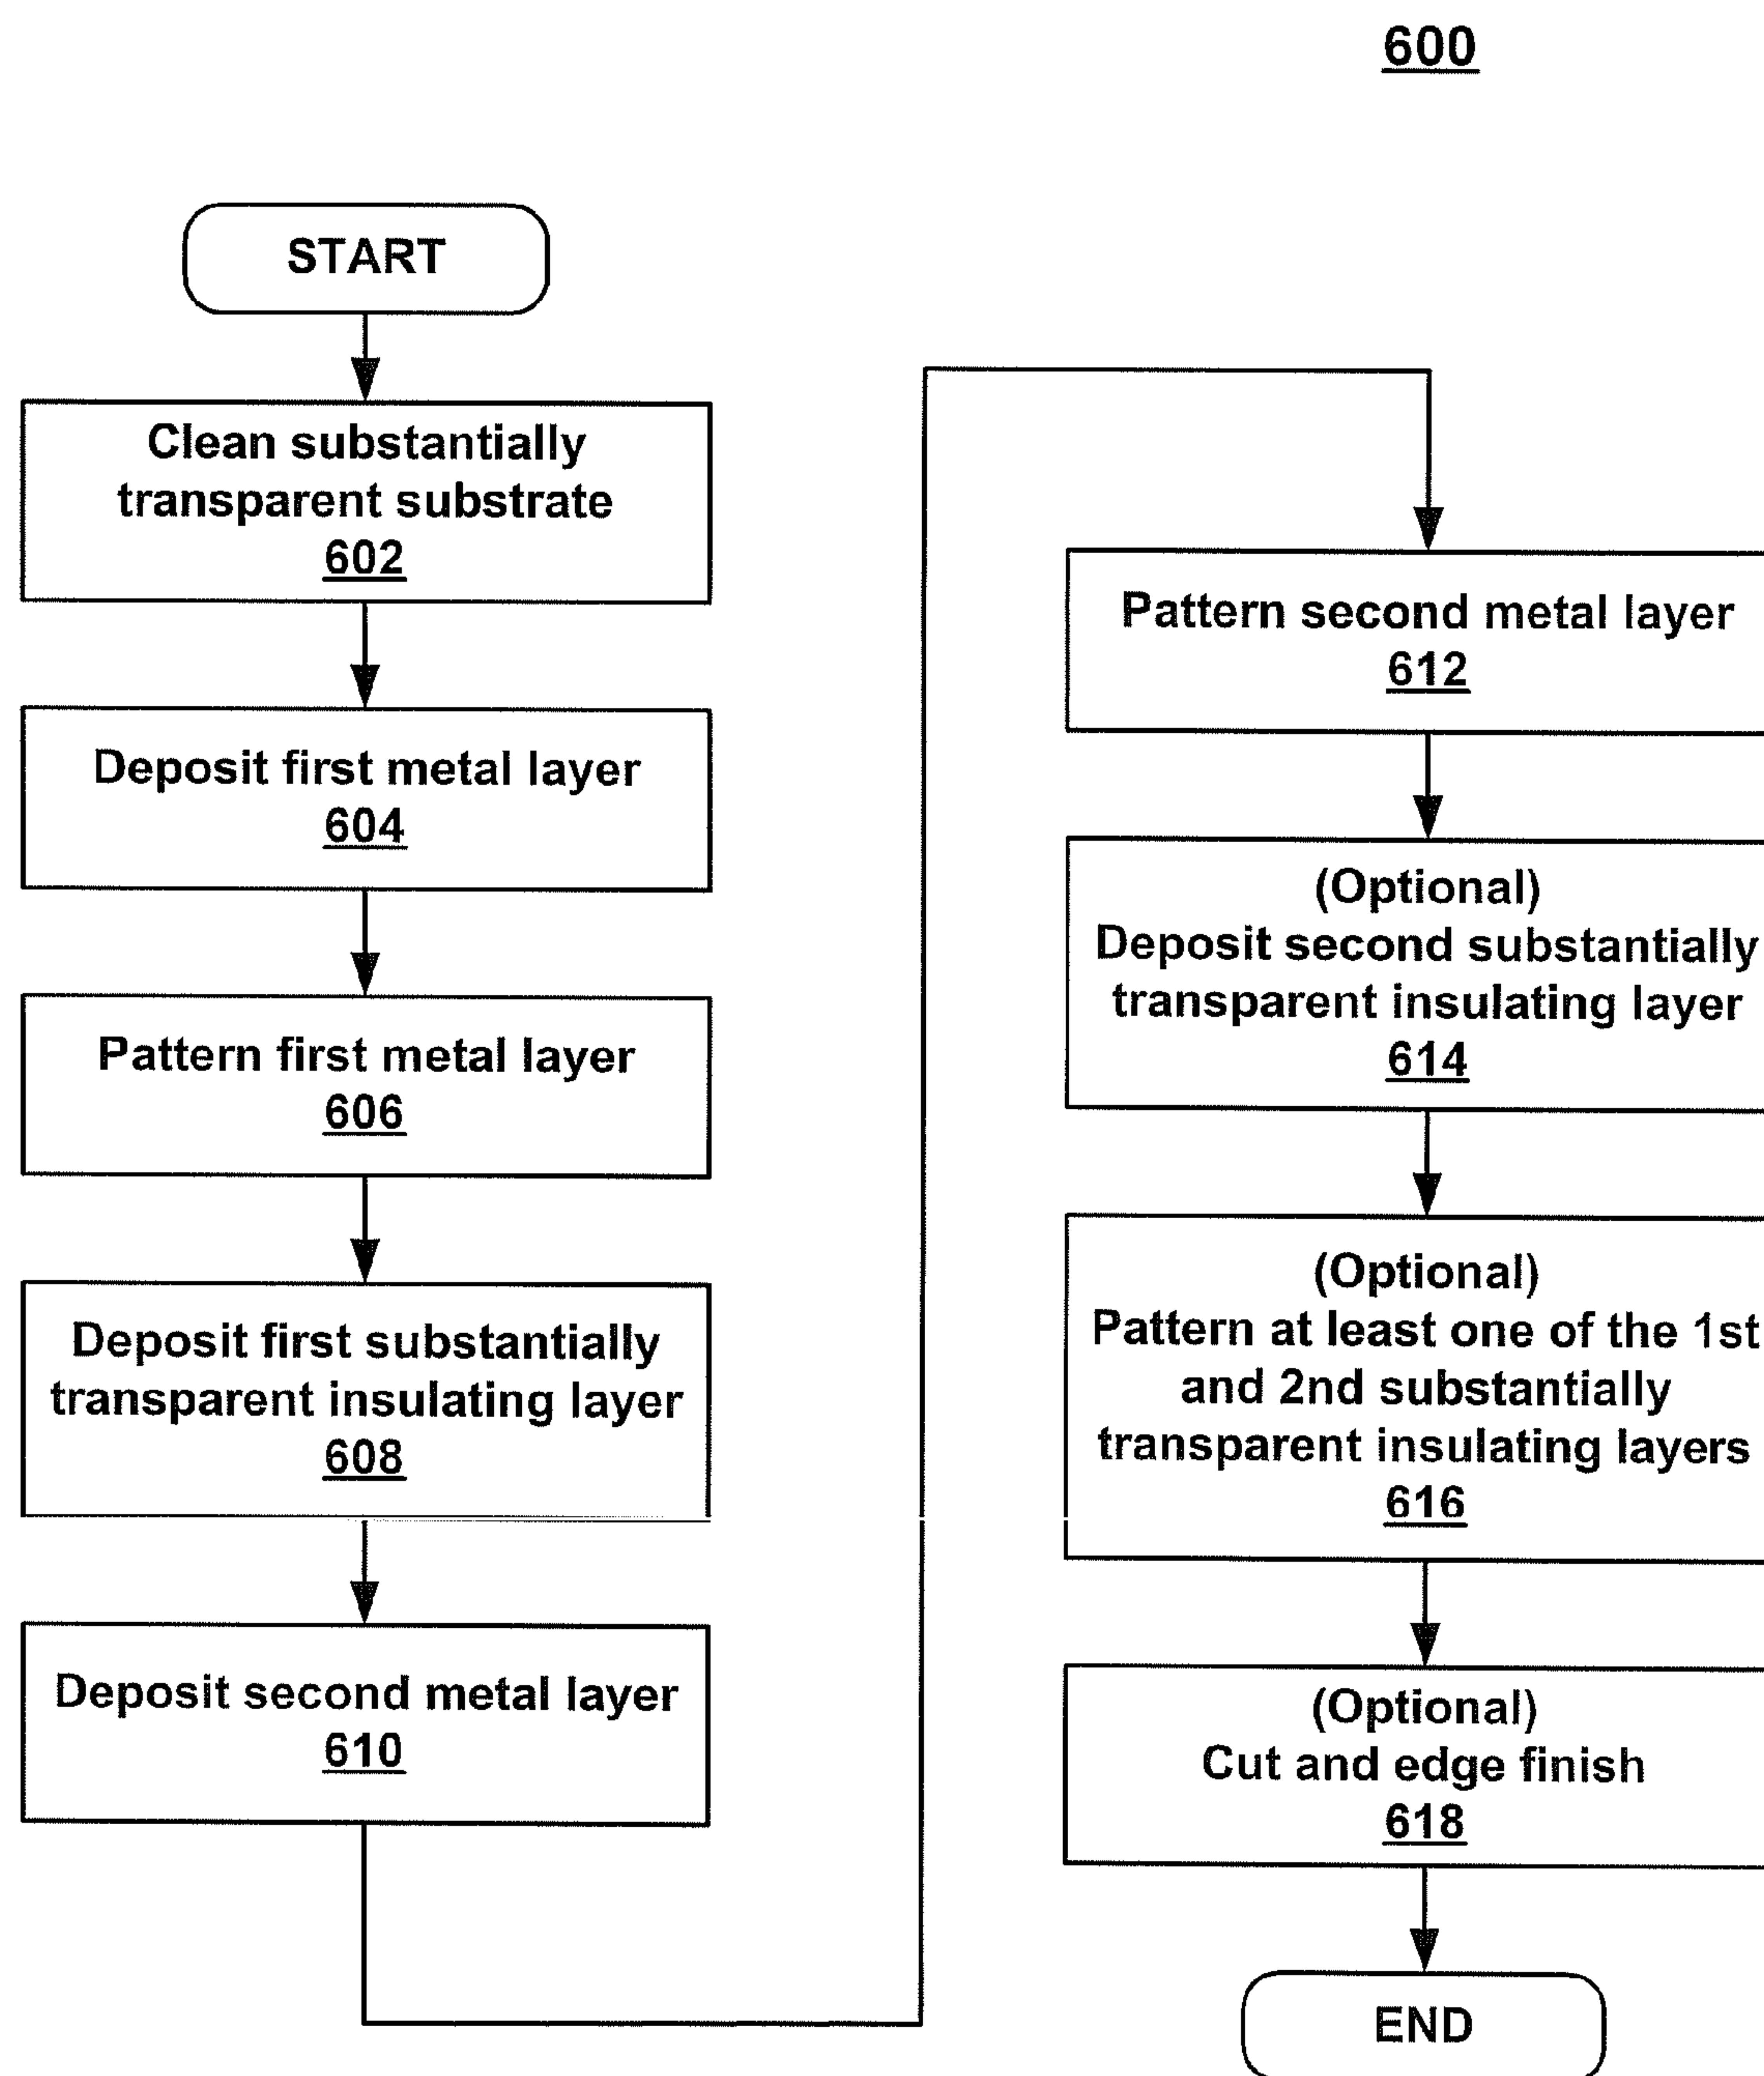 600
START
Clean substantially
transparent substrate
602
Deposit first metal layer
604
Pattern first metal layer
606
Deposit first substantially
transparent insulating layer
608
Deposit second metal layer
610
Pattern second metal layer
612
(Optional)
Deposit second substantially
transparent insulating layer
614
(Optional)
Pattern at least one of the 1st
and 2nd substantially
transparent insulating layers
616
(Optional)
Cut and edge finish
618
END